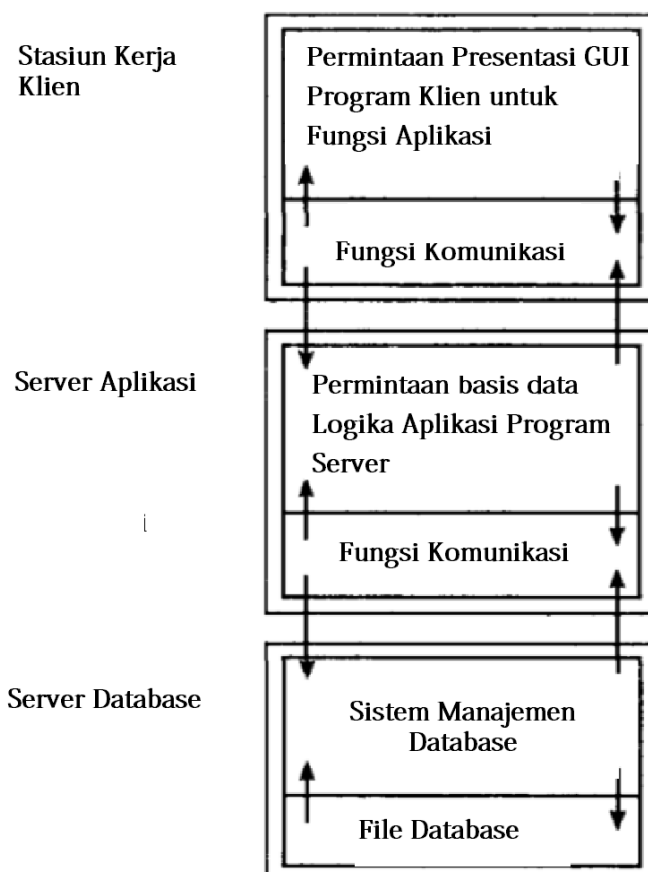 Stasiun Kerja
Klien
Permintaan Presentasi GUI
Program Klien untuk
Fungsi Aplikasi
Fungsi Komunikasi
Server Aplikasi
Permintaan basis data
Logika Aplikasi Program
Server
i
Fungsi Komunikasi
Server Database
Sistem Manajemen
Database
File Database